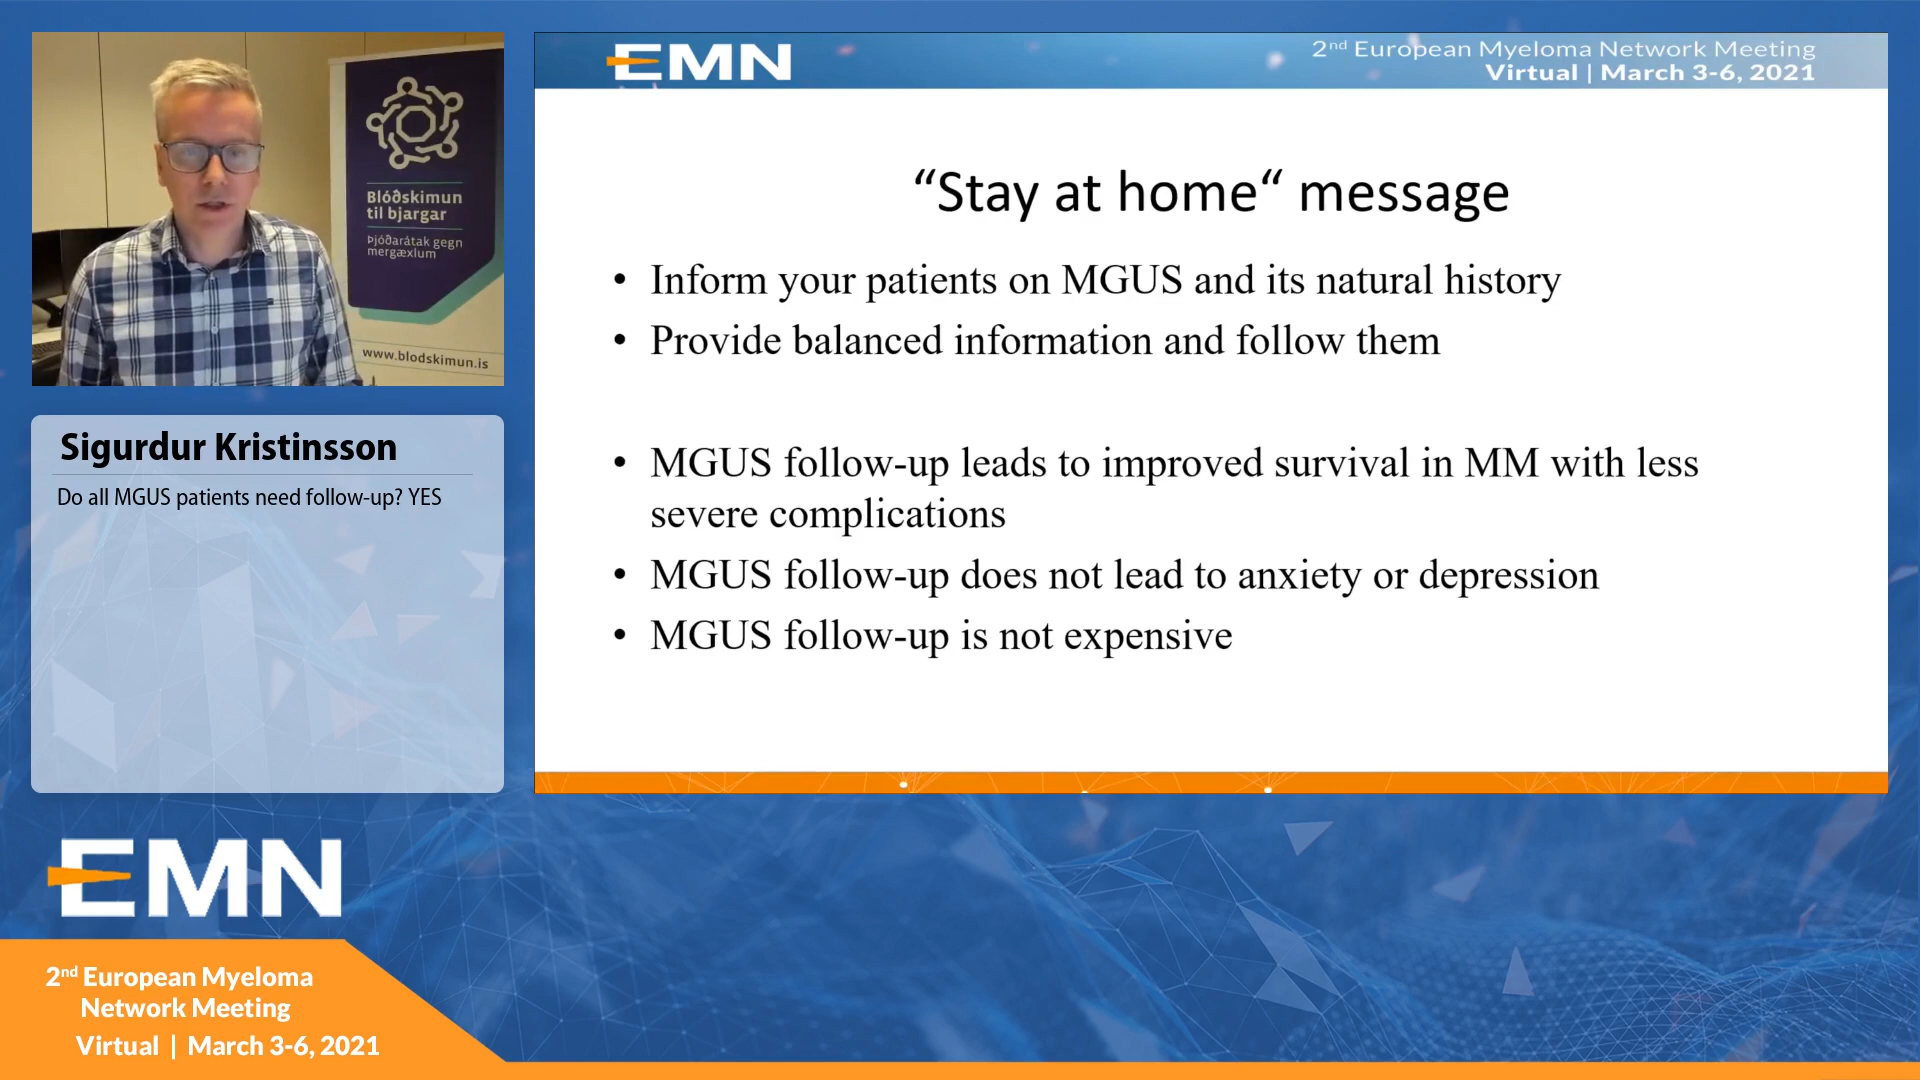 Blóðskimun
til bjargar
Þjóðarátak gegn
mergæxlum
www.blodskimun.is
Sigurdur Kristinsson
Do all MGUS patients need follow-up? YES
EMN
2nd European Myeloma Network Meeting
Virtual | March 3-6, 2021
“Stay at home“ message
• Inform your patients on MGUS and its natural history
• Provide balanced information and follow them
• MGUS follow-up leads to improved survival in MM with less
severe complications
• MGUS follow-up does not lead to anxiety or depression
• MGUS follow-up is not expensive
EMN
2nd European Myeloma
Network Meeting
Virtual | March 3-6, 2021